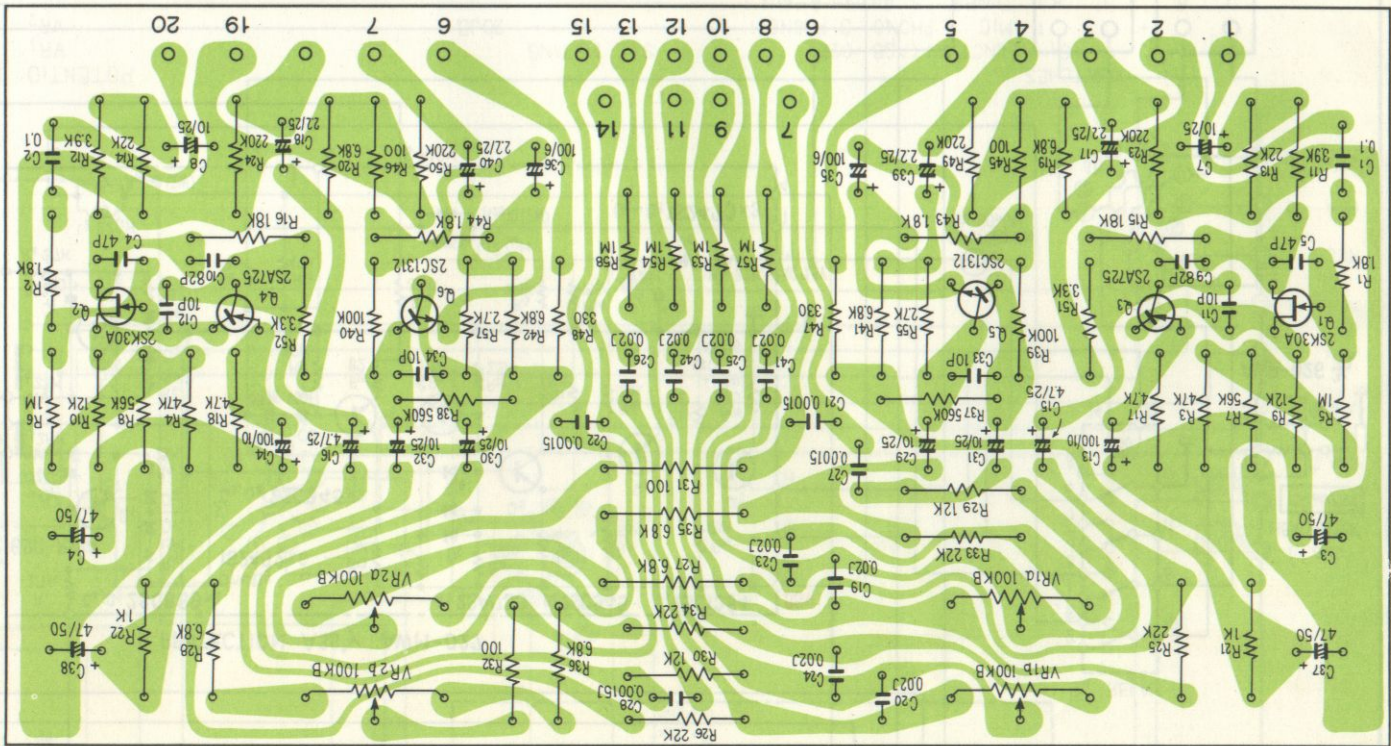 20 19 7 6 15 13 12 10 8 6 5 4 3 2 1
14 11 9 7
C2 0.1
R12 3.9K
R14 22K
C8 10/25
R24 220K
C18 22/25
R20 6.8K
R46 100
R50 220K
C40 2.2/25
C36 100/6
C35 100/6
C39 2.2/25
R49 220K
R45 100
R19 6.8K
C17 22/25
R23 220K
C7 10/25
R13 22K
R11 3.9K
C1 0.1
R2 1.8K
C4 47P
R16 18K
C10 82P
R44 1.8K
R58 1M
R54 1M
R53 1M
R57 1M
R43 1.8K
R15 18K
C9 82P
C5 47P
R1 1.8K
Q2 2SK30A
C12 10P
Q4 2SA725
R52 3.3K
R40 100K
Q6 2SC1312
R57 2.7K
R42 6.8K
R48 330
R47 330
R41 6.8K
R55 2.7K
Q5 2SC1312
R39 100K
R51 3.3K
Q3 2SA725
C11 10P
Q1 2SK30A
C34 10P
C26 0.02J
C42 0.02J
C25 0.02J
C41 0.02J
C33 10P
R6 1M
R10 12K
R8 56K
R4 47K
R18 4.7K
R38 560K
R37 560K
R17 4.7K
R3 47K
R7 56K
R9 12K
R5 1M
C14 100/10
C16 4.7/25
C32 10/25
C30 10/25
C22 0.0015
C21 0.0015
C27 0.0015
C29 10/25
C31 10/25
C15 4.7/25
C13 100/10
R31 100
R29 12K
C4 47/50
R35 6.8K
R33 22K
C3 47/50
C23 0.02J
C19 0.02J
R27 6.8K
VR2a 100KB
VR1a 100KB
R22 1K
R28 6.8K
R34 22K
R25 22K
R21 1K
C38 47/50
C37 47/50
R32 100
R36 6.8K
R30 12K
C24 0.02J
C20 0.02J
VR2b 100KB
VR1b 100KB
C28 0.0015J
R26 22K